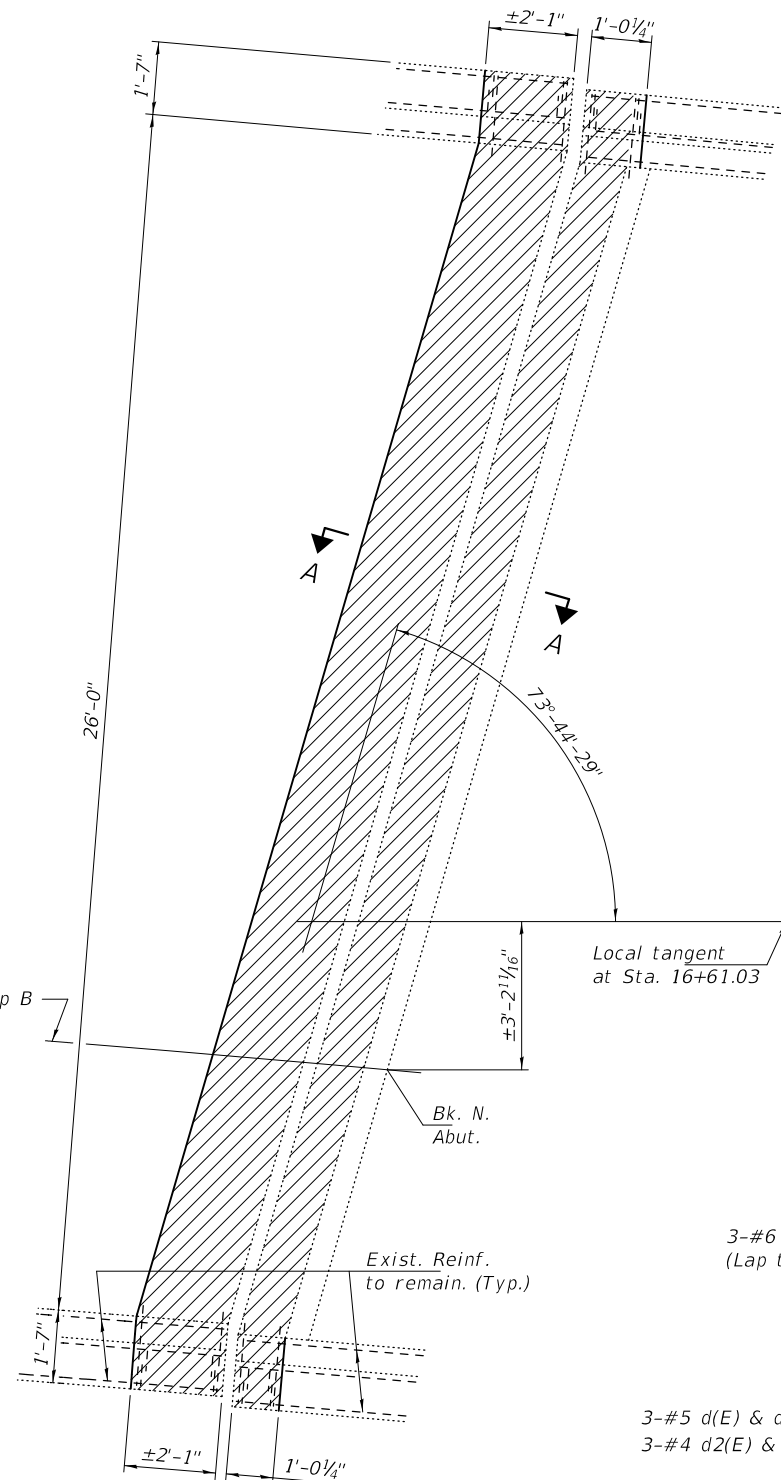 ±2'-1"
1'-0¼"
1'-7"
A
A
26'-0"
73°-44'-29"
Local tangent
at Sta. 16+61.03
±3'-2 11/16"
p B
Bk. N.
Abut.
3-#6
(Lap t
Exist. Reinf.
to remain. (Typ.)
1'-7"
3-#5 d(E) & d
3-#4 d2(E) &
±2'-1"
1'-0¼"